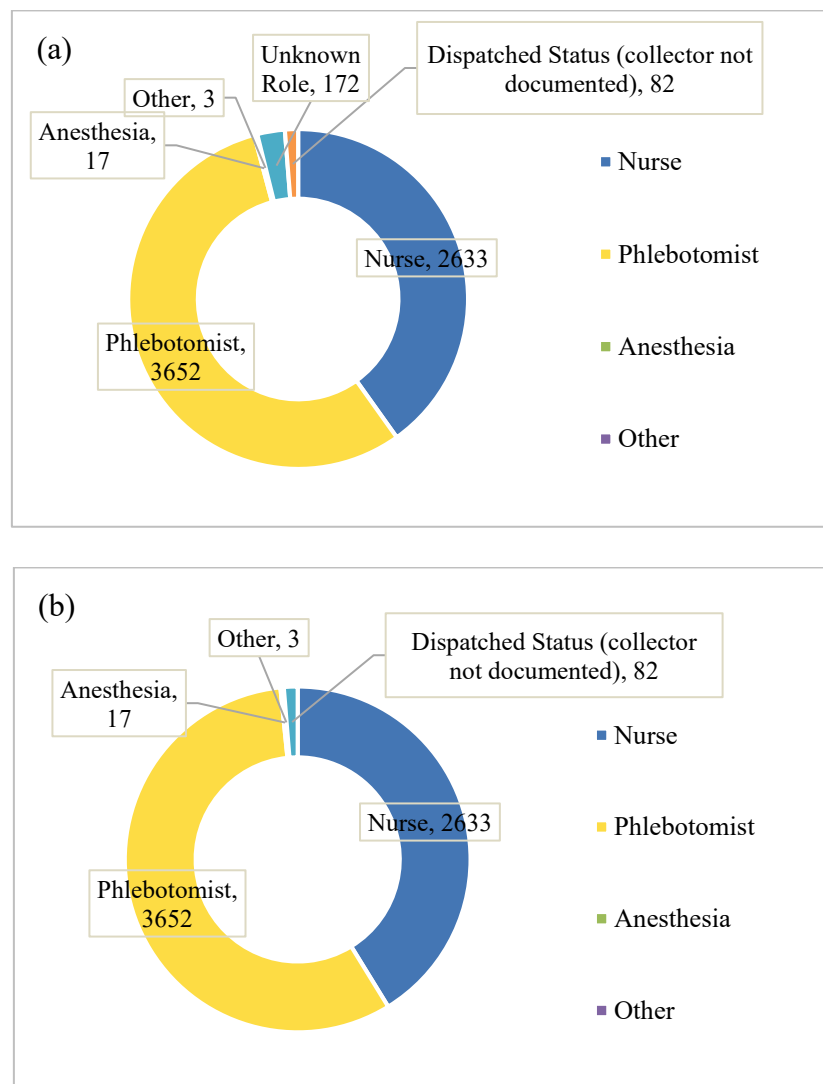 (a)
Unknown
Role, 172
Dispatched Status (collector not
documented), 82
Other, 3
Anesthesia,
17
Nurse, 2633
Phlebotomist,
3652
Nurse
Phlebotomist
Anesthesia
Other
(b)
Other, 3
Dispatched Status (collector
not documented), 82
Anesthesia,
17
Nurse, 2633
Phlebotomist,
3652
Nurse
Phlebotomist
Anesthesia
Other